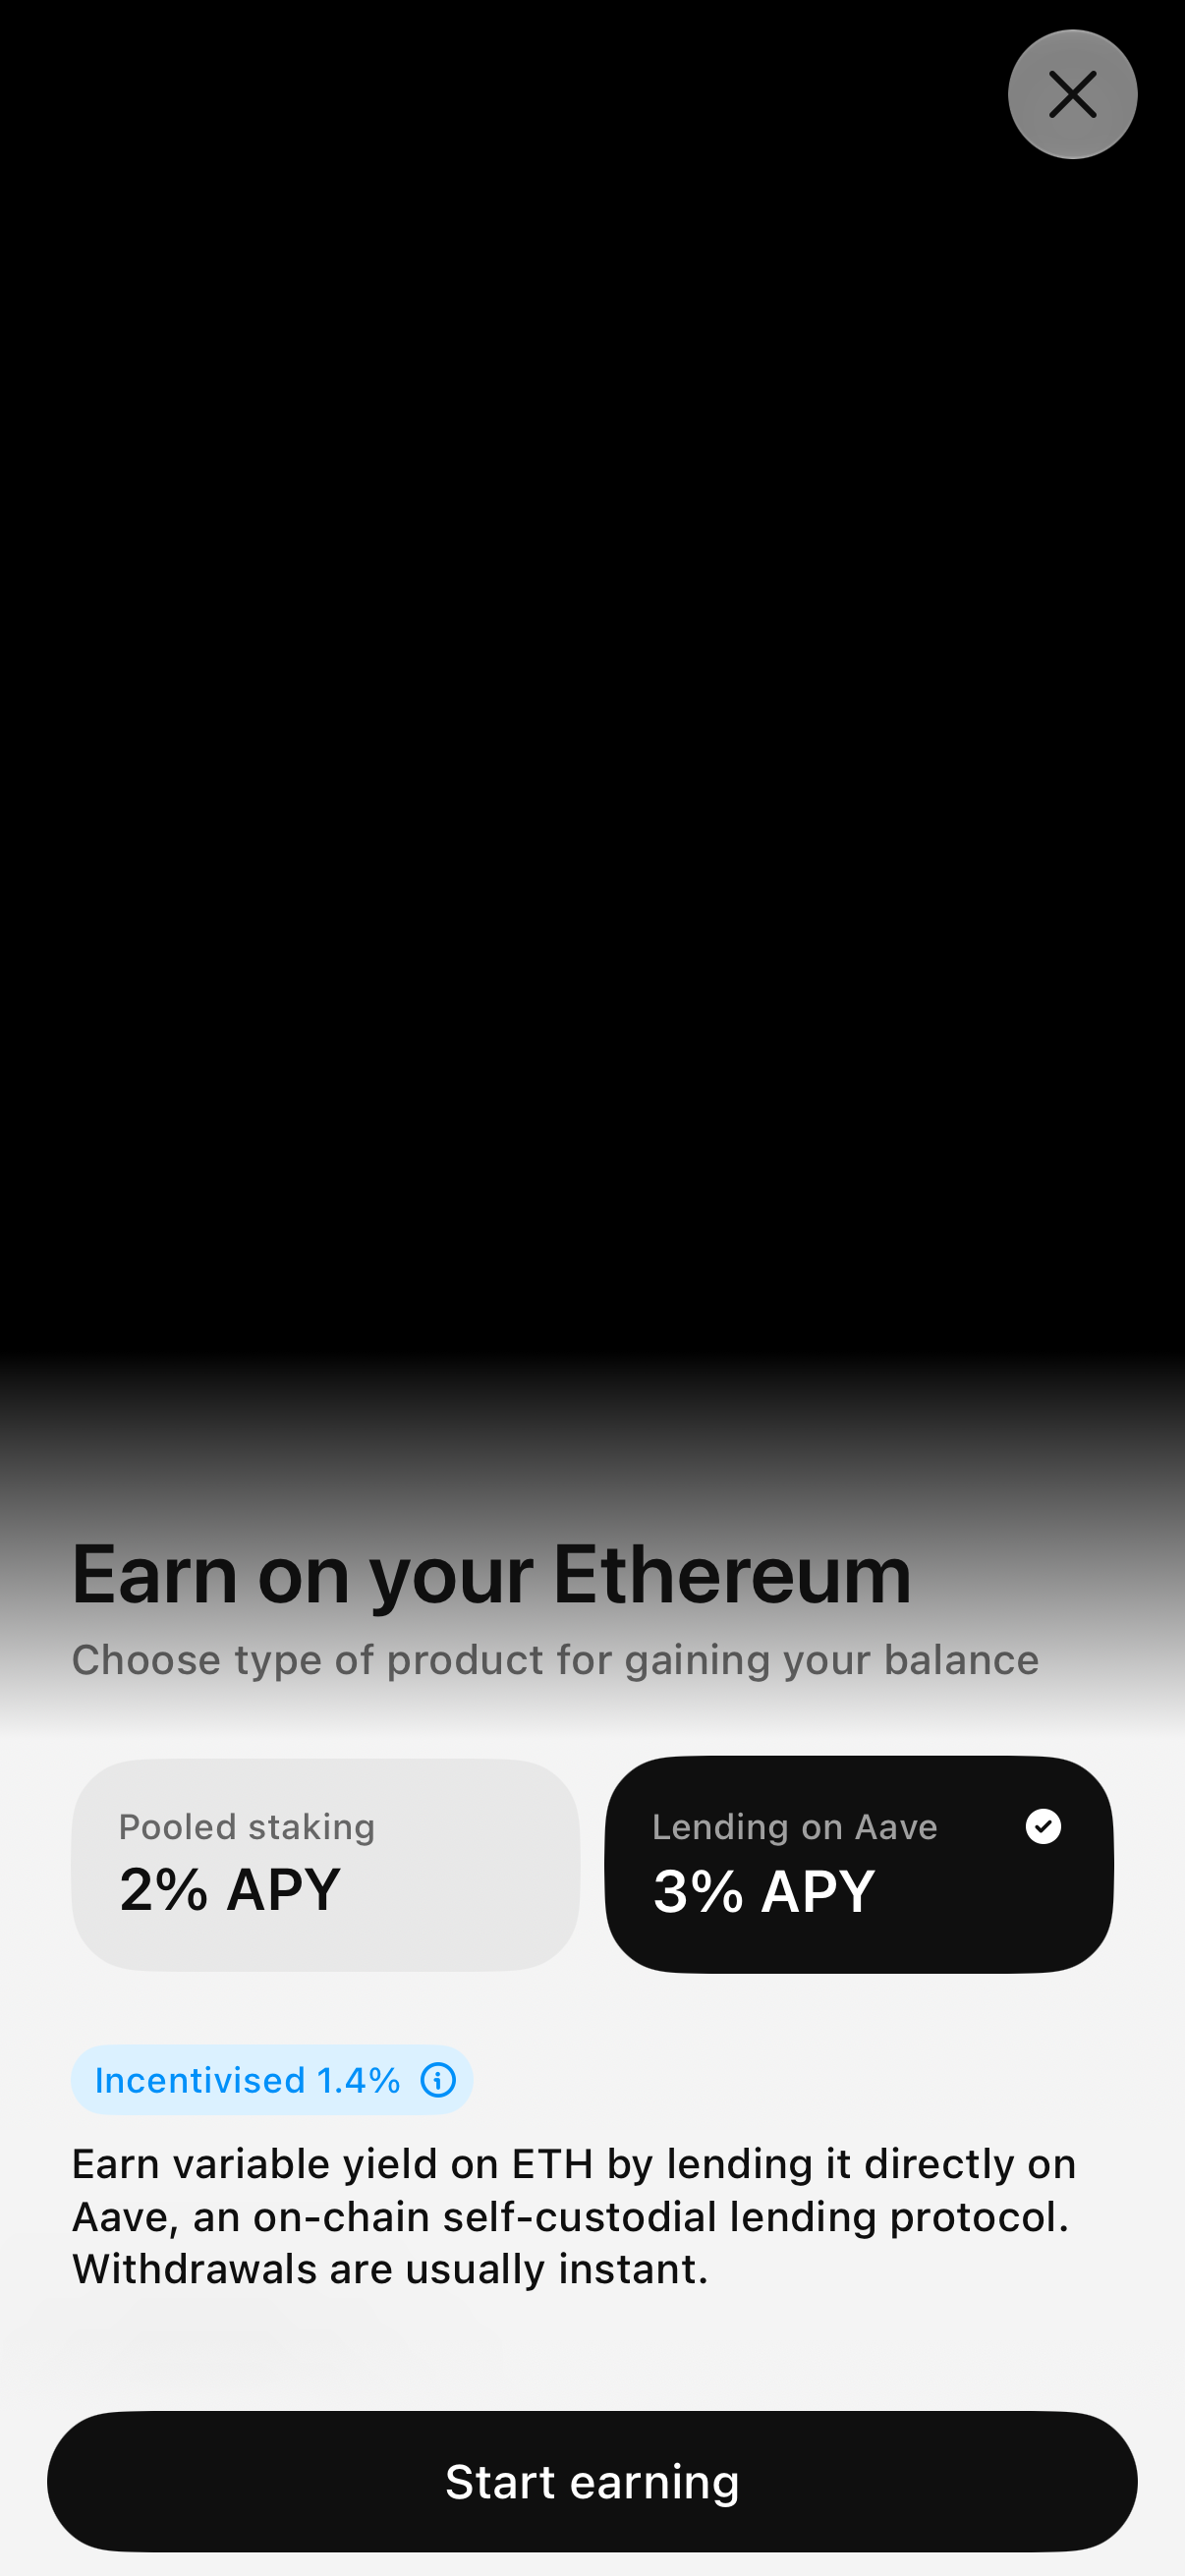 Earn on your Ethereum
Choose type of product for gaining your balance
Pooled staking
2% APY
Lending on Aave
3% APY
Incentivised 1.4%
Earn variable yield on ETH by lending it directly on
Aave, an on-chain self-custodial lending protocol.
Withdrawals are usually instant.
Start earning